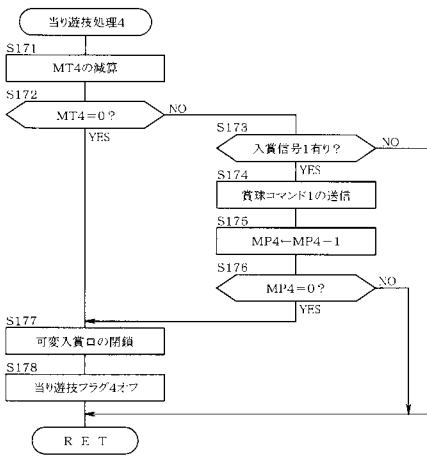 当り遊技処理4
S171
MT4の減算
S172
MT4=0?
NO
YES
S173
入賞信号1有り?
NO
YES
S174
賞球コマンド1の送信
S175
MP4←MP4-1
S176
MP4=0?
NO
YES
S177
可変入賞口の閉鎖
S178
当り遊技フラグ4オフ
RET